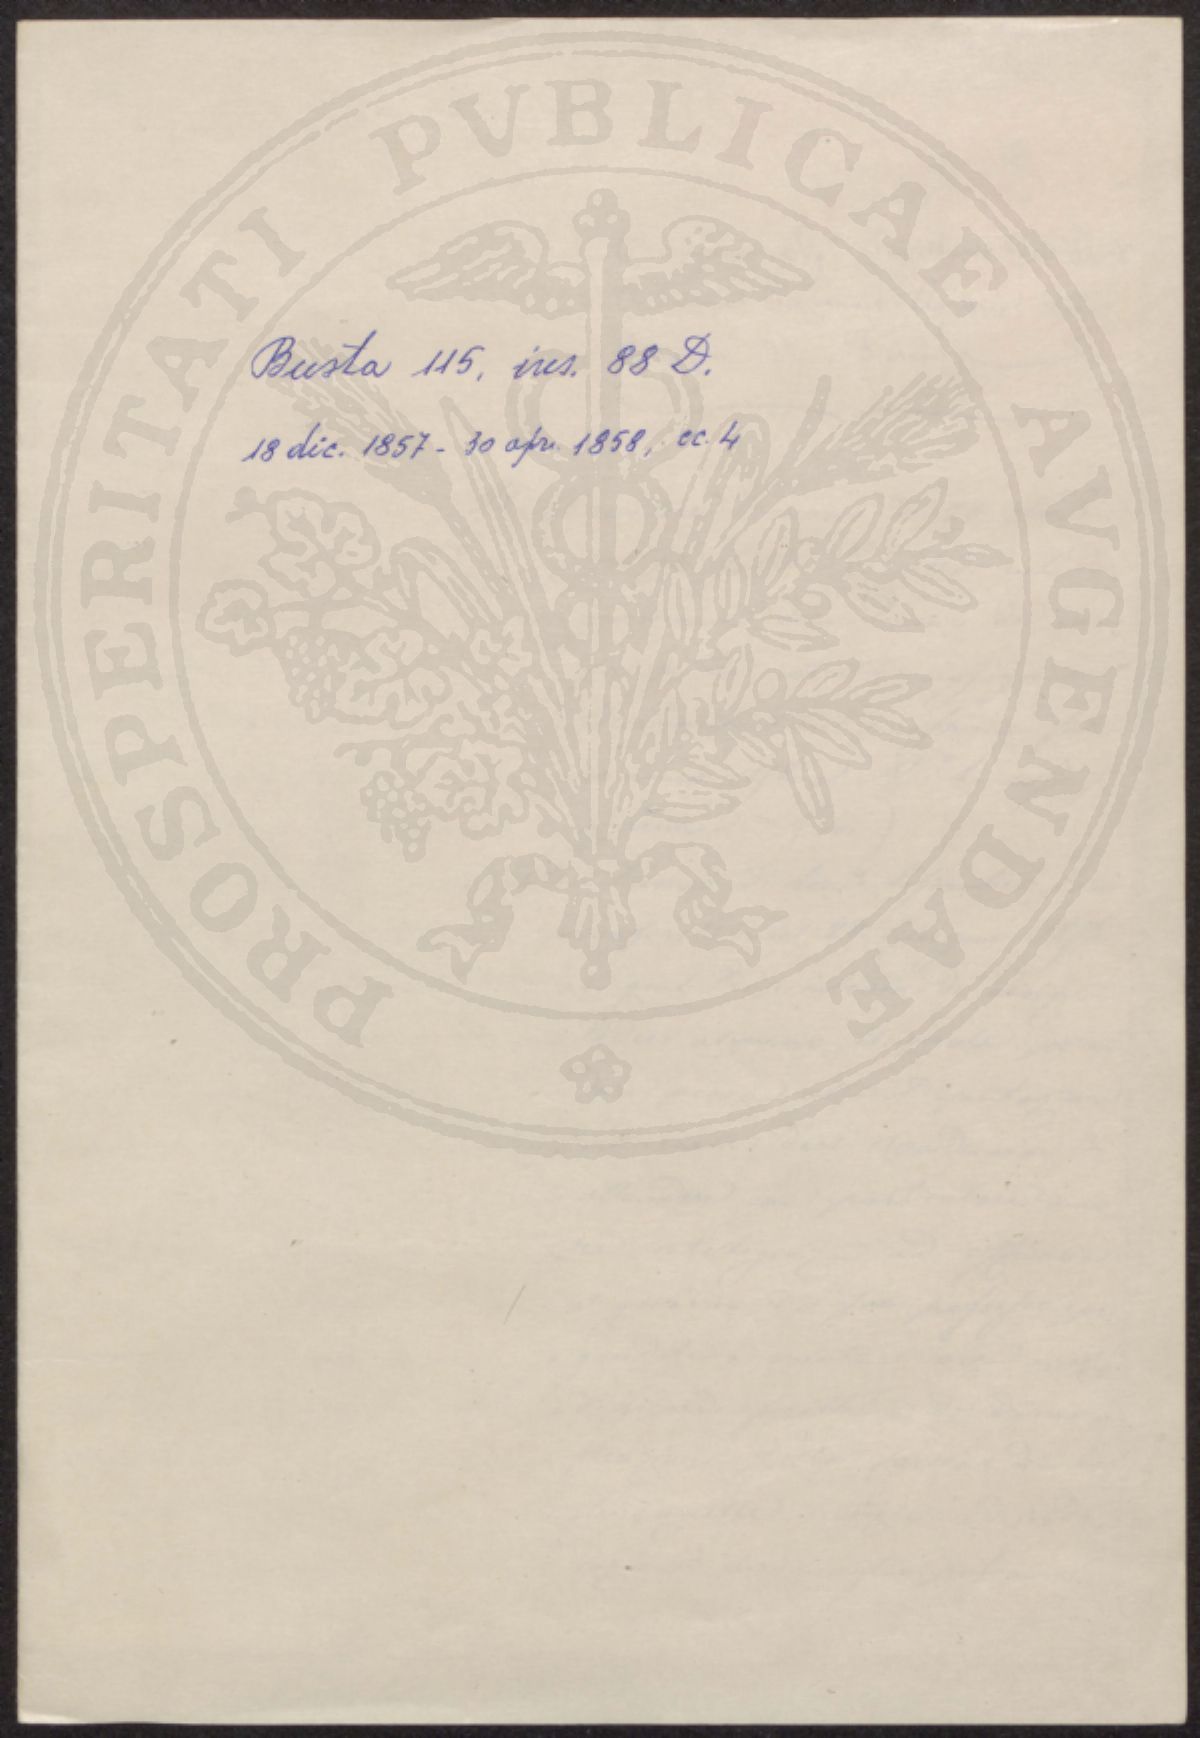 PROSPERITATI PVBLICAE AVGENDAE
Busta 115, ins. 88 D.
18 dic. 1857 - 30 apr. 1858, cc. 4